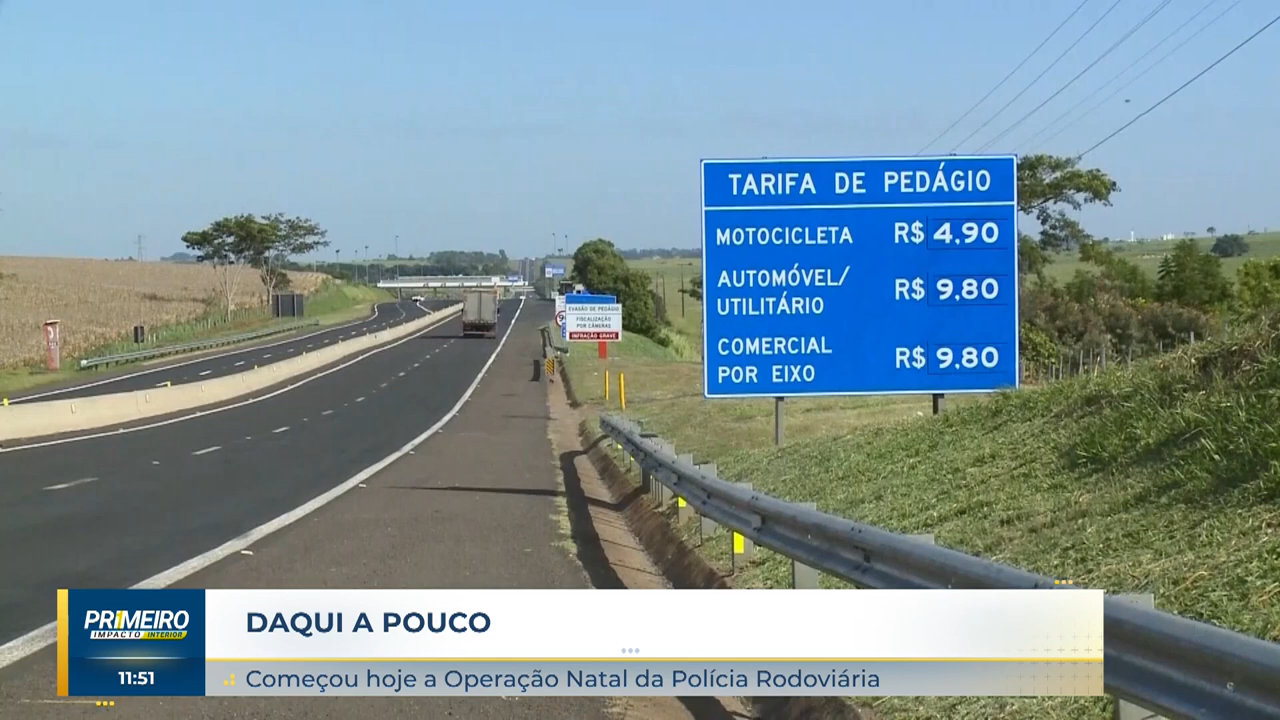 TARIFA DE PEDÁGIO
MOTOCICLETA R$ 4,90
AUTOMÓVEL/
UTILITÁRIO R$ 9,80
COMERCIAL
POR EIXO R$ 9,80
EVASÃO DE PEDÁGIO
FISCALIZAÇÃO
POR CÂMERAS
INFRAÇÃO GRAVE
PRIMEIRO
IMPACTO INTERIOR
11:51
DAQUI A POUCO
Começou hoje a Operação Natal da Polícia Rodoviária